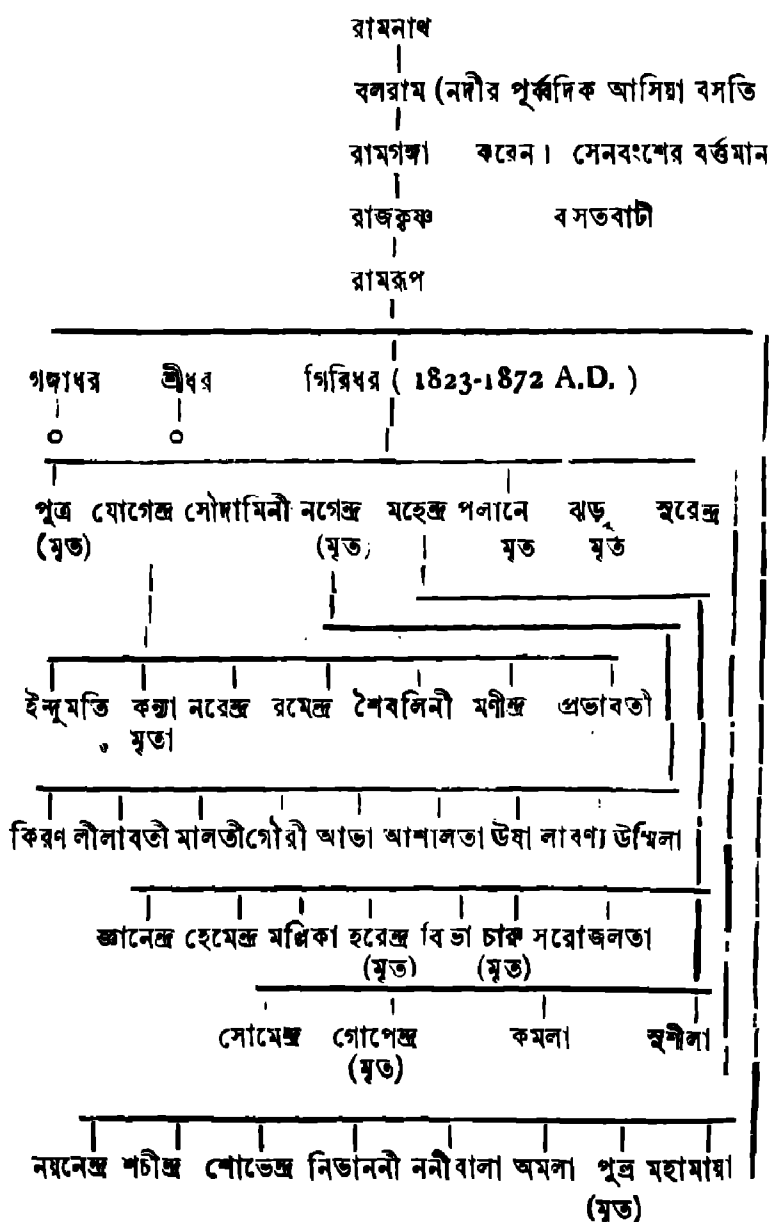 রামনাথ
বলরাম (নদীর পূর্ব্বদিক আসিয়া বসতি
রামগঙ্গা করেন। সেনবংশের বর্ত্তমান
রাজকৃষ্ণ বসতবাটী
রামরূপ
গঙ্গাধর শ্রীধর গিরিধর ( 1823-1872 A.D. )
পুত্র যোগেন্দ্র সৌদামিনী নগেন্দ্র মহেন্দ্র পলানে ঝড়ু সুরেন্দ্র
(মৃত) (মৃত) মৃত মৃত
ইন্দুমতি কন্যা নরেন্দ্র রমেন্দ্র শৈবলিনী মণীন্দ্র প্রভাবতী
মৃতা
কিরণ লীলাবতী মালতী গৌরী আভা আশালতা ঊষা লাবণ্য উর্ম্মিলা
জ্ঞানেন্দ্র হেমেন্দ্র মল্লিকা হরেন্দ্র বিভা চারু সরোজলতা
(মৃত) (মৃত)
সোমেন্দ্র গোপেন্দ্র কমলা সুশীলা
(মৃত)
নয়নেন্দ্র শচীন্দ্র শোভেন্দ্র নিভাননী ননীবালা অমলা পুত্র মহামায়া
(মৃত)